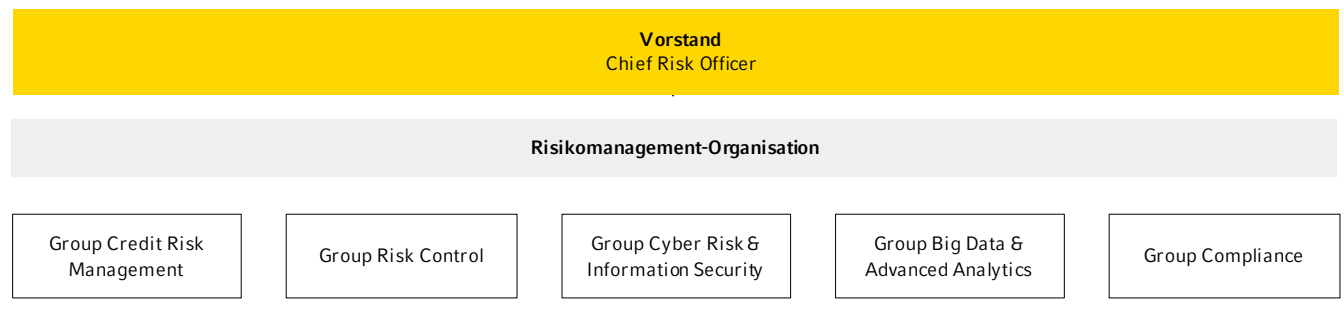 Vorstand
Chief Risk Officer
Risikomanagement-Organisation
Group Credit Risk
Management
Group Risk Control
Group Cyber Risk &
Information Security
Group Big Data &
Advanced Analytics
Group Compliance